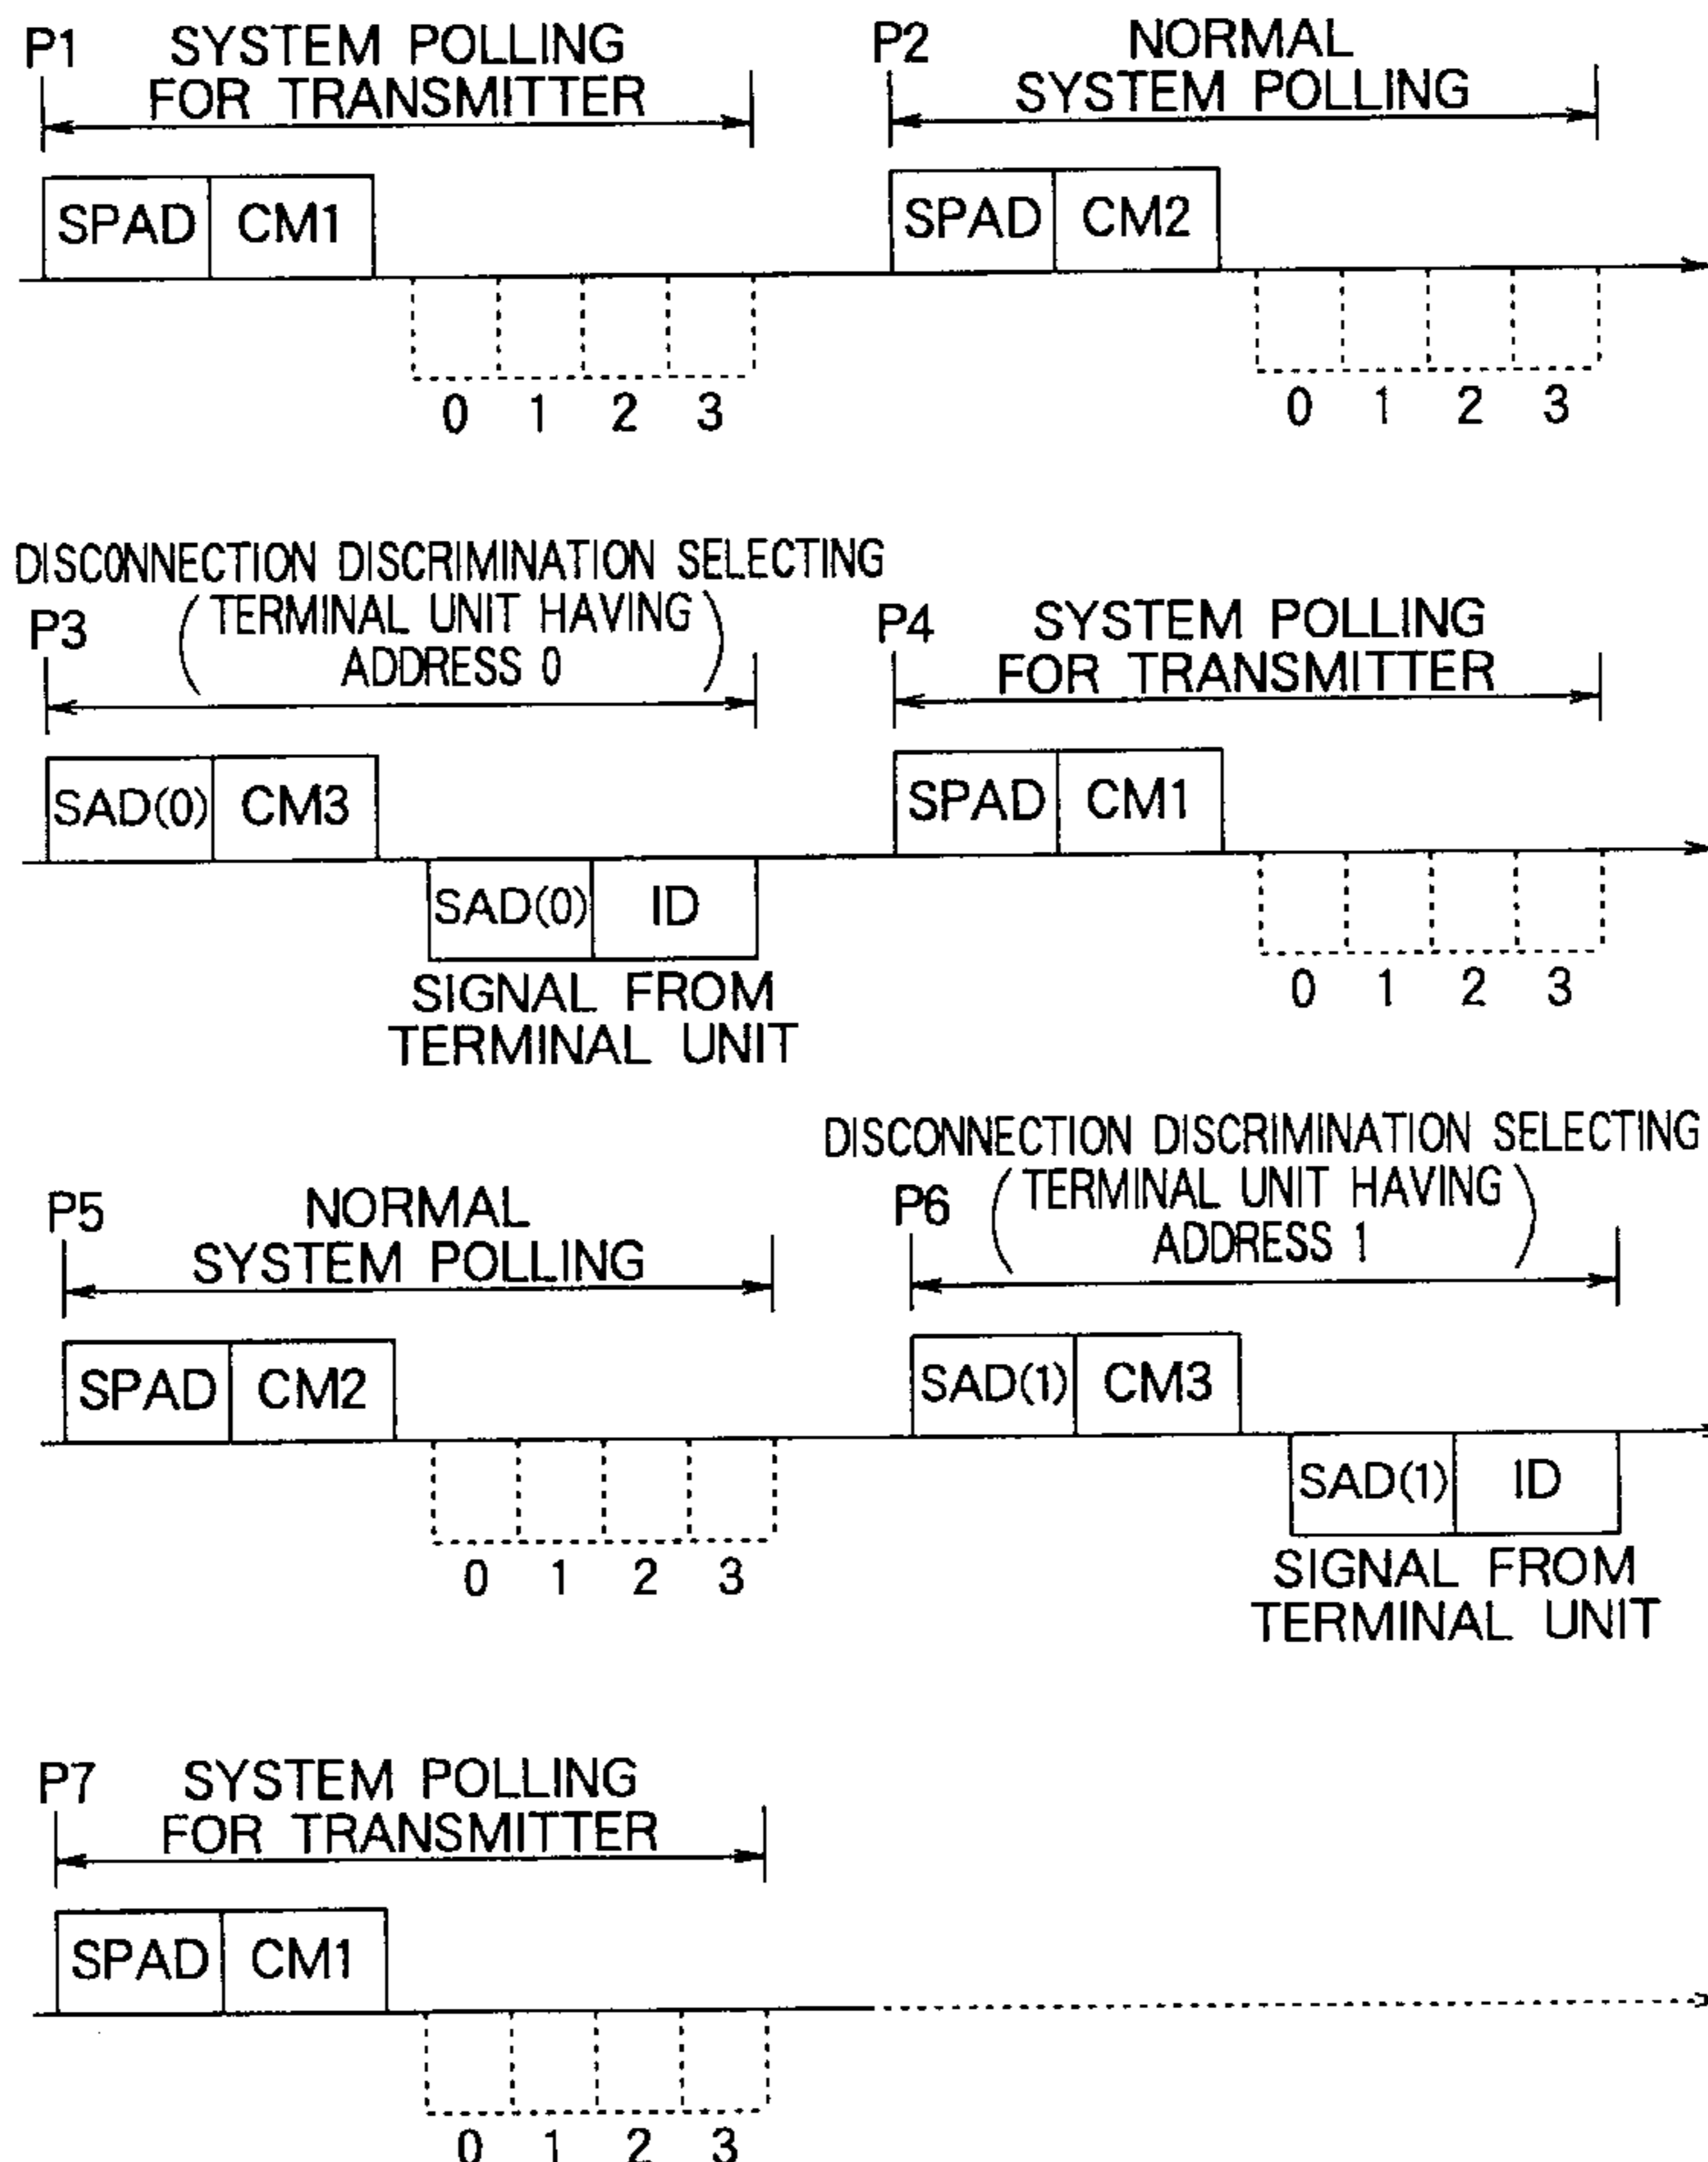 P1 SYSTEM POLLING
FOR TRANSMITTER
SPAD CM1
0 1 2 3
P2 NORMAL
SYSTEM POLLING
SPAD CM2
0 1 2 3
DISCONNECTION DISCRIMINATION SELECTING
P3 (TERMINAL UNIT HAVING
ADDRESS 0)
SAD(0) CM3
SAD(0) ID
SIGNAL FROM
TERMINAL UNIT
P4 SYSTEM POLLING
FOR TRANSMITTER
SPAD CM1
0 1 2 3
P5 NORMAL
SYSTEM POLLING
SPAD CM2
0 1 2 3
DISCONNECTION DISCRIMINATION SELECTING
P6 (TERMINAL UNIT HAVING
ADDRESS 1)
SAD(1) CM3
SAD(1) ID
SIGNAL FROM
TERMINAL UNIT
P7 SYSTEM POLLING
FOR TRANSMITTER
SPAD CM1
0 1 2 3